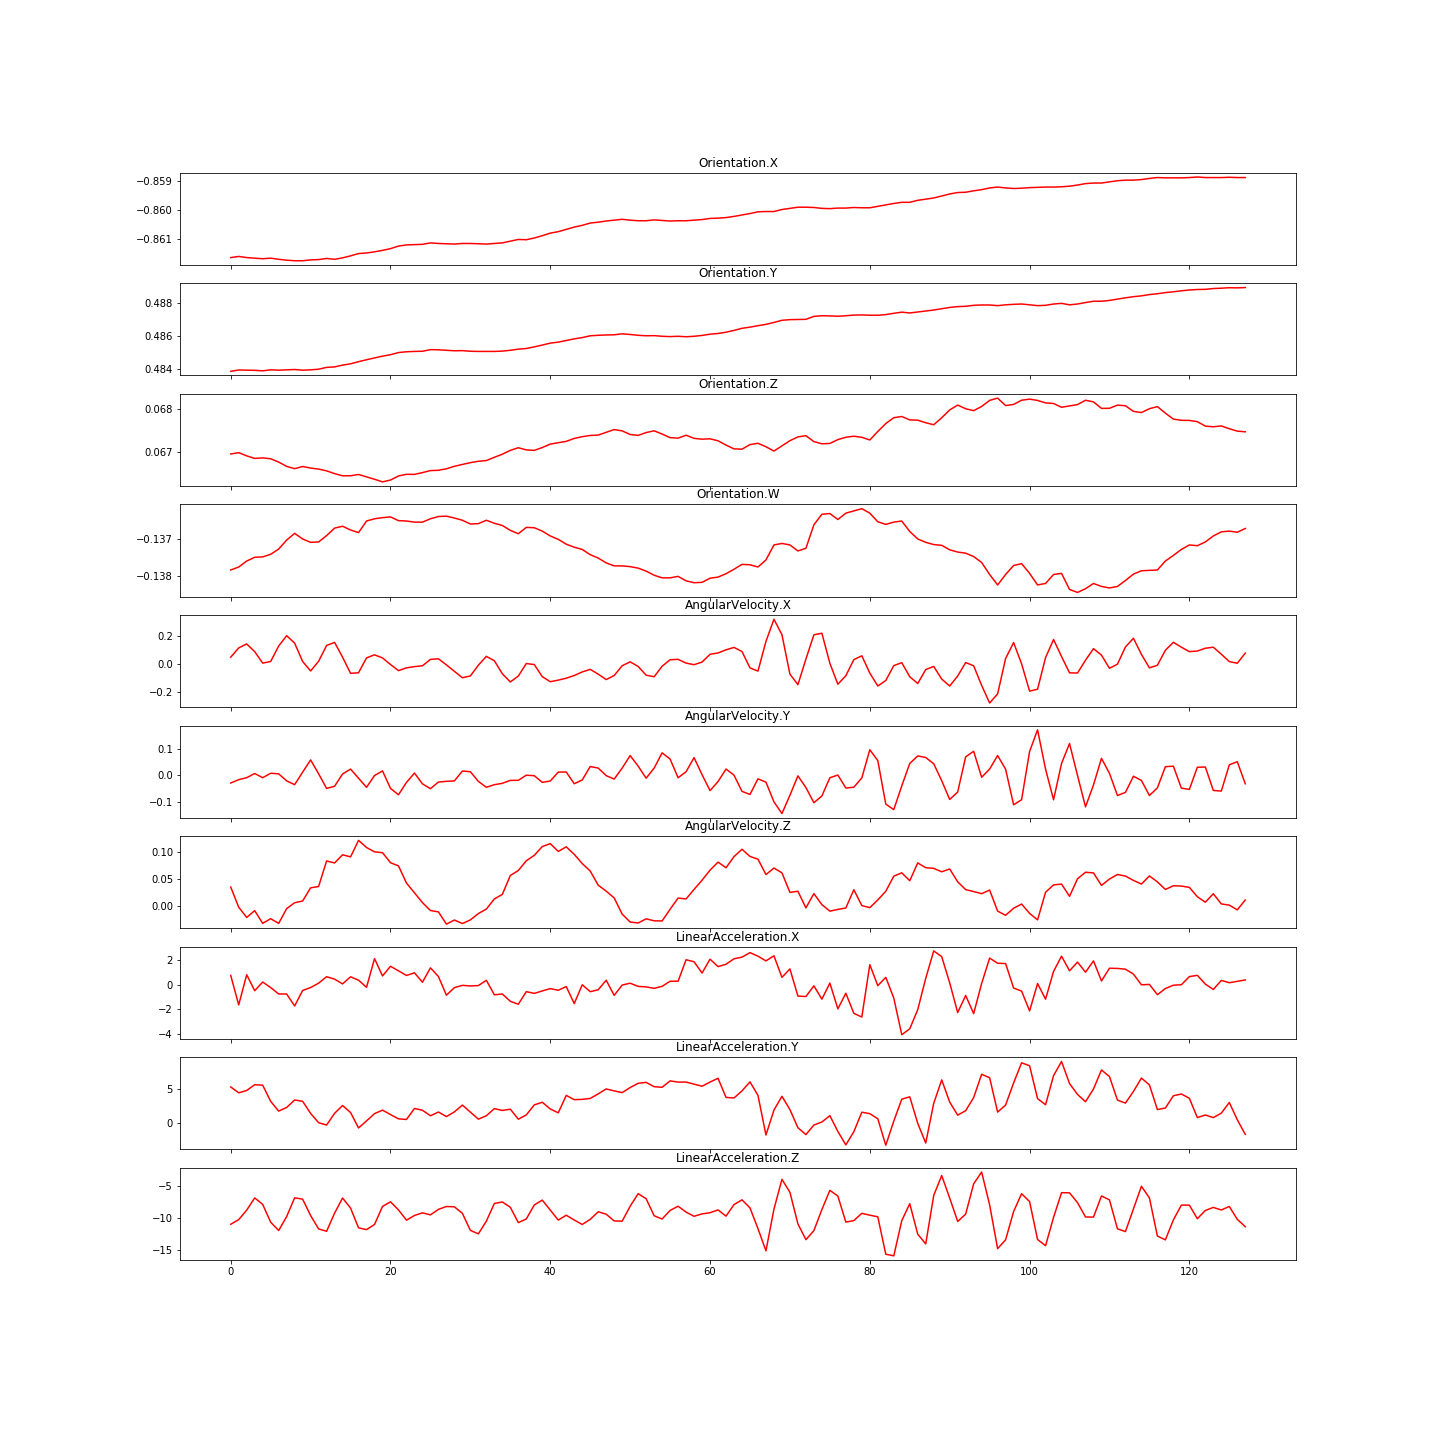 Orientation.X
−0.859
−0.860
−0.861
Orientation.Y
0.488
0.486
0.484
Orientation.Z
0.068
0.067
Orientation.W
−0.137
−0.138
AngularVelocity.X
0.2
0.0
−0.2
AngularVelocity.Y
0.1
0.0
−0.1
AngularVelocity.Z
0.10
0.05
0.00
LinearAcceleration.X
2
0
−2
−4
LinearAcceleration.Y
5
0
LinearAcceleration.Z
−5
−10
−15
0 20 40 60 80 100 120